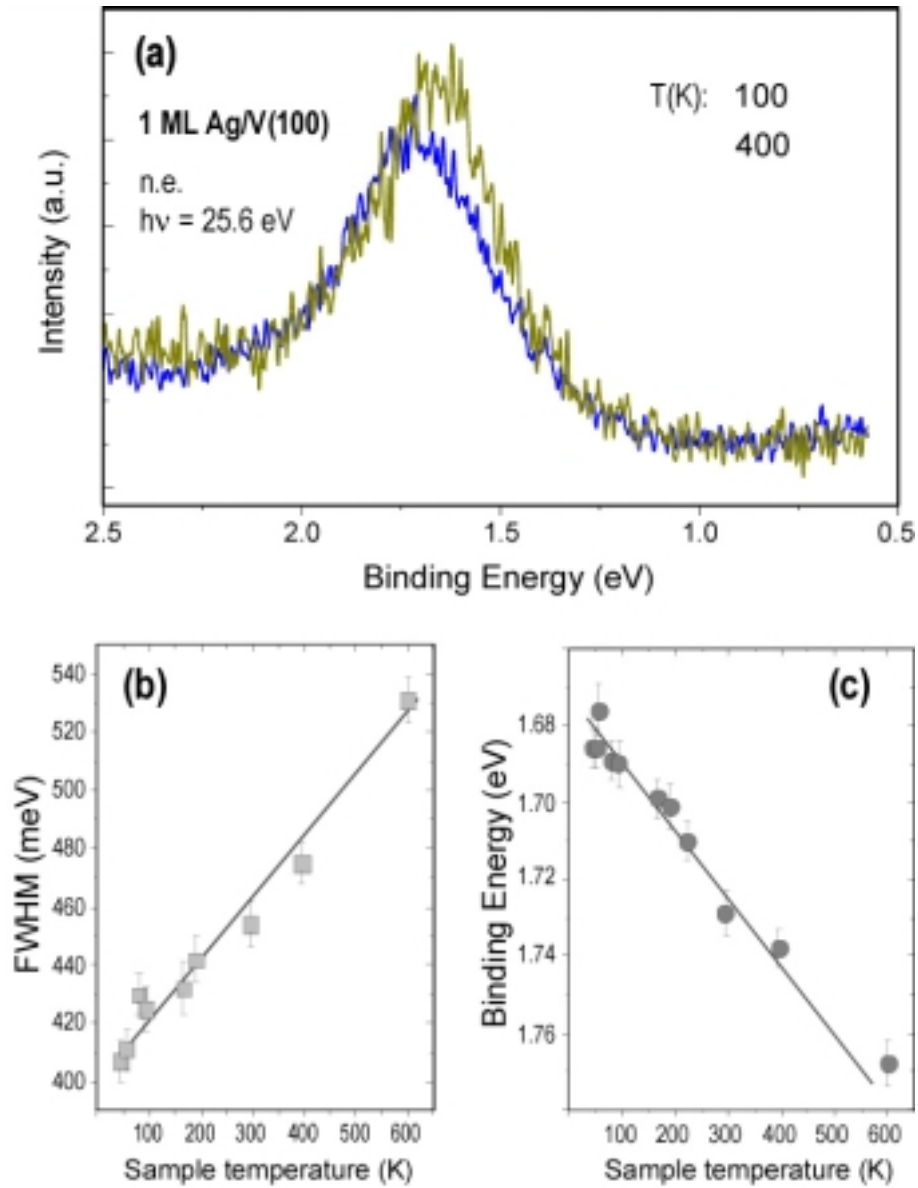 (a)
1 ML Ag/V(100)
n.e.
hν = 25.6 eV
T(K): 100
400
Intensity (a.u.)
2.5 2.0 1.5 1.0 0.5
Binding Energy (eV)
(b)
FWHM (meV)
540
520
500
480
460
440
420
400
100 200 300 400 500 600
Sample temperature (K)
(c)
Binding Energy (eV)
1.68
1.70
1.72
1.74
1.76
100 200 300 400 500 600
Sample temperature (K)